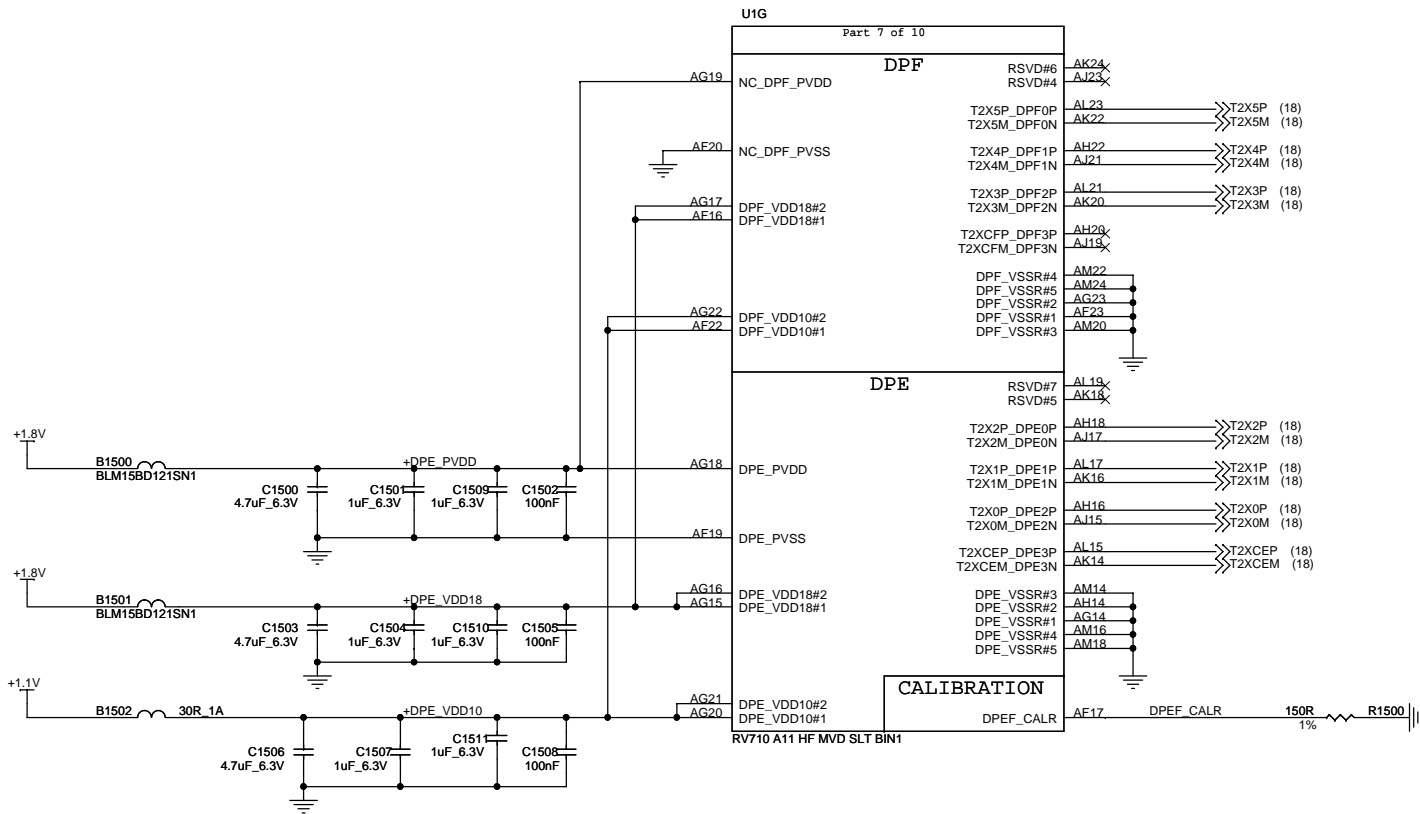 U1G
Part 7 of 10
DPF
AG19 NC_DPF_PVDD
RSVD#6 AK24
RSVD#4 AJ23
T2X5P_DPF0P AL23 T2X5P (18)
T2X5M_DPF0N AK22 T2X5M (18)
AF20 NC_DPF_PVSS
T2X4P_DPF1P AH22 T2X4P (18)
T2X4M_DPF1N AJ21 T2X4M (18)
T2X3P_DPF2P AL21 T2X3P (18)
AG17 DPF_VDD18#2
T2X3M_DPF2N AK20 T2X3M (18)
AF16 DPF_VDD18#1
T2XCFP_DPF3P AH20
T2XCFM_DPF3N AJ19
DPF_VSSR#4 AM22
DPF_VSSR#5 AM24
DPF_VSSR#2 AG23
AG22 DPF_VDD10#2
DPF_VSSR#1 AF23
AF22 DPF_VDD10#1
DPF_VSSR#3 AM20
DPE
RSVD#7 AL19
RSVD#5 AK18
T2X2P_DPE0P AH18 T2X2P (18)
T2X2M_DPE0N AJ17 T2X2M (18)
+1.8V
B1500
BLM15BD121SN1
+DPE_PVDD
AG18 DPE_PVDD
T2X1P_DPE1P AL17 T2X1P (18)
T2X1M_DPE1N AK16 T2X1M (18)
C1500 C1501 C1509 C1502
4.7uF_6.3V 1uF_6.3V 1uF_6.3V 100nF
T2X0P_DPE2P AH16 T2X0P (18)
T2X0M_DPE2N AJ15 T2X0M (18)
AF19 DPE_PVSS
T2XCEP_DPE3P AL15 T2XCEP (18)
T2XCEM_DPE3N AK14 T2XCEM (18)
+1.8V
B1501
BLM15BD121SN1
+DPE_VDD18
AG16 DPE_VDD18#2
AG15 DPE_VDD18#1
DPE_VSSR#3 AM14
DPE_VSSR#2 AH14
DPE_VSSR#1 AG14
DPE_VSSR#4 AM16
DPE_VSSR#5 AM18
C1503 C1504 C1510 C1505
4.7uF_6.3V 1uF_6.3V 1uF_6.3V 100nF
+1.1V
B1502 30R_1A
+DPE_VDD10
AG21 DPE_VDD10#2
AG20 DPE_VDD10#1
CALIBRATION
DPEF_CALR AF17 DPEF_CALR 150R R1500
1%
C1506 C1507 C1511 C1508
4.7uF_6.3V 1uF_6.3V 1uF_6.3V 100nF
RV710 A11 HF MVD SLT BIN1